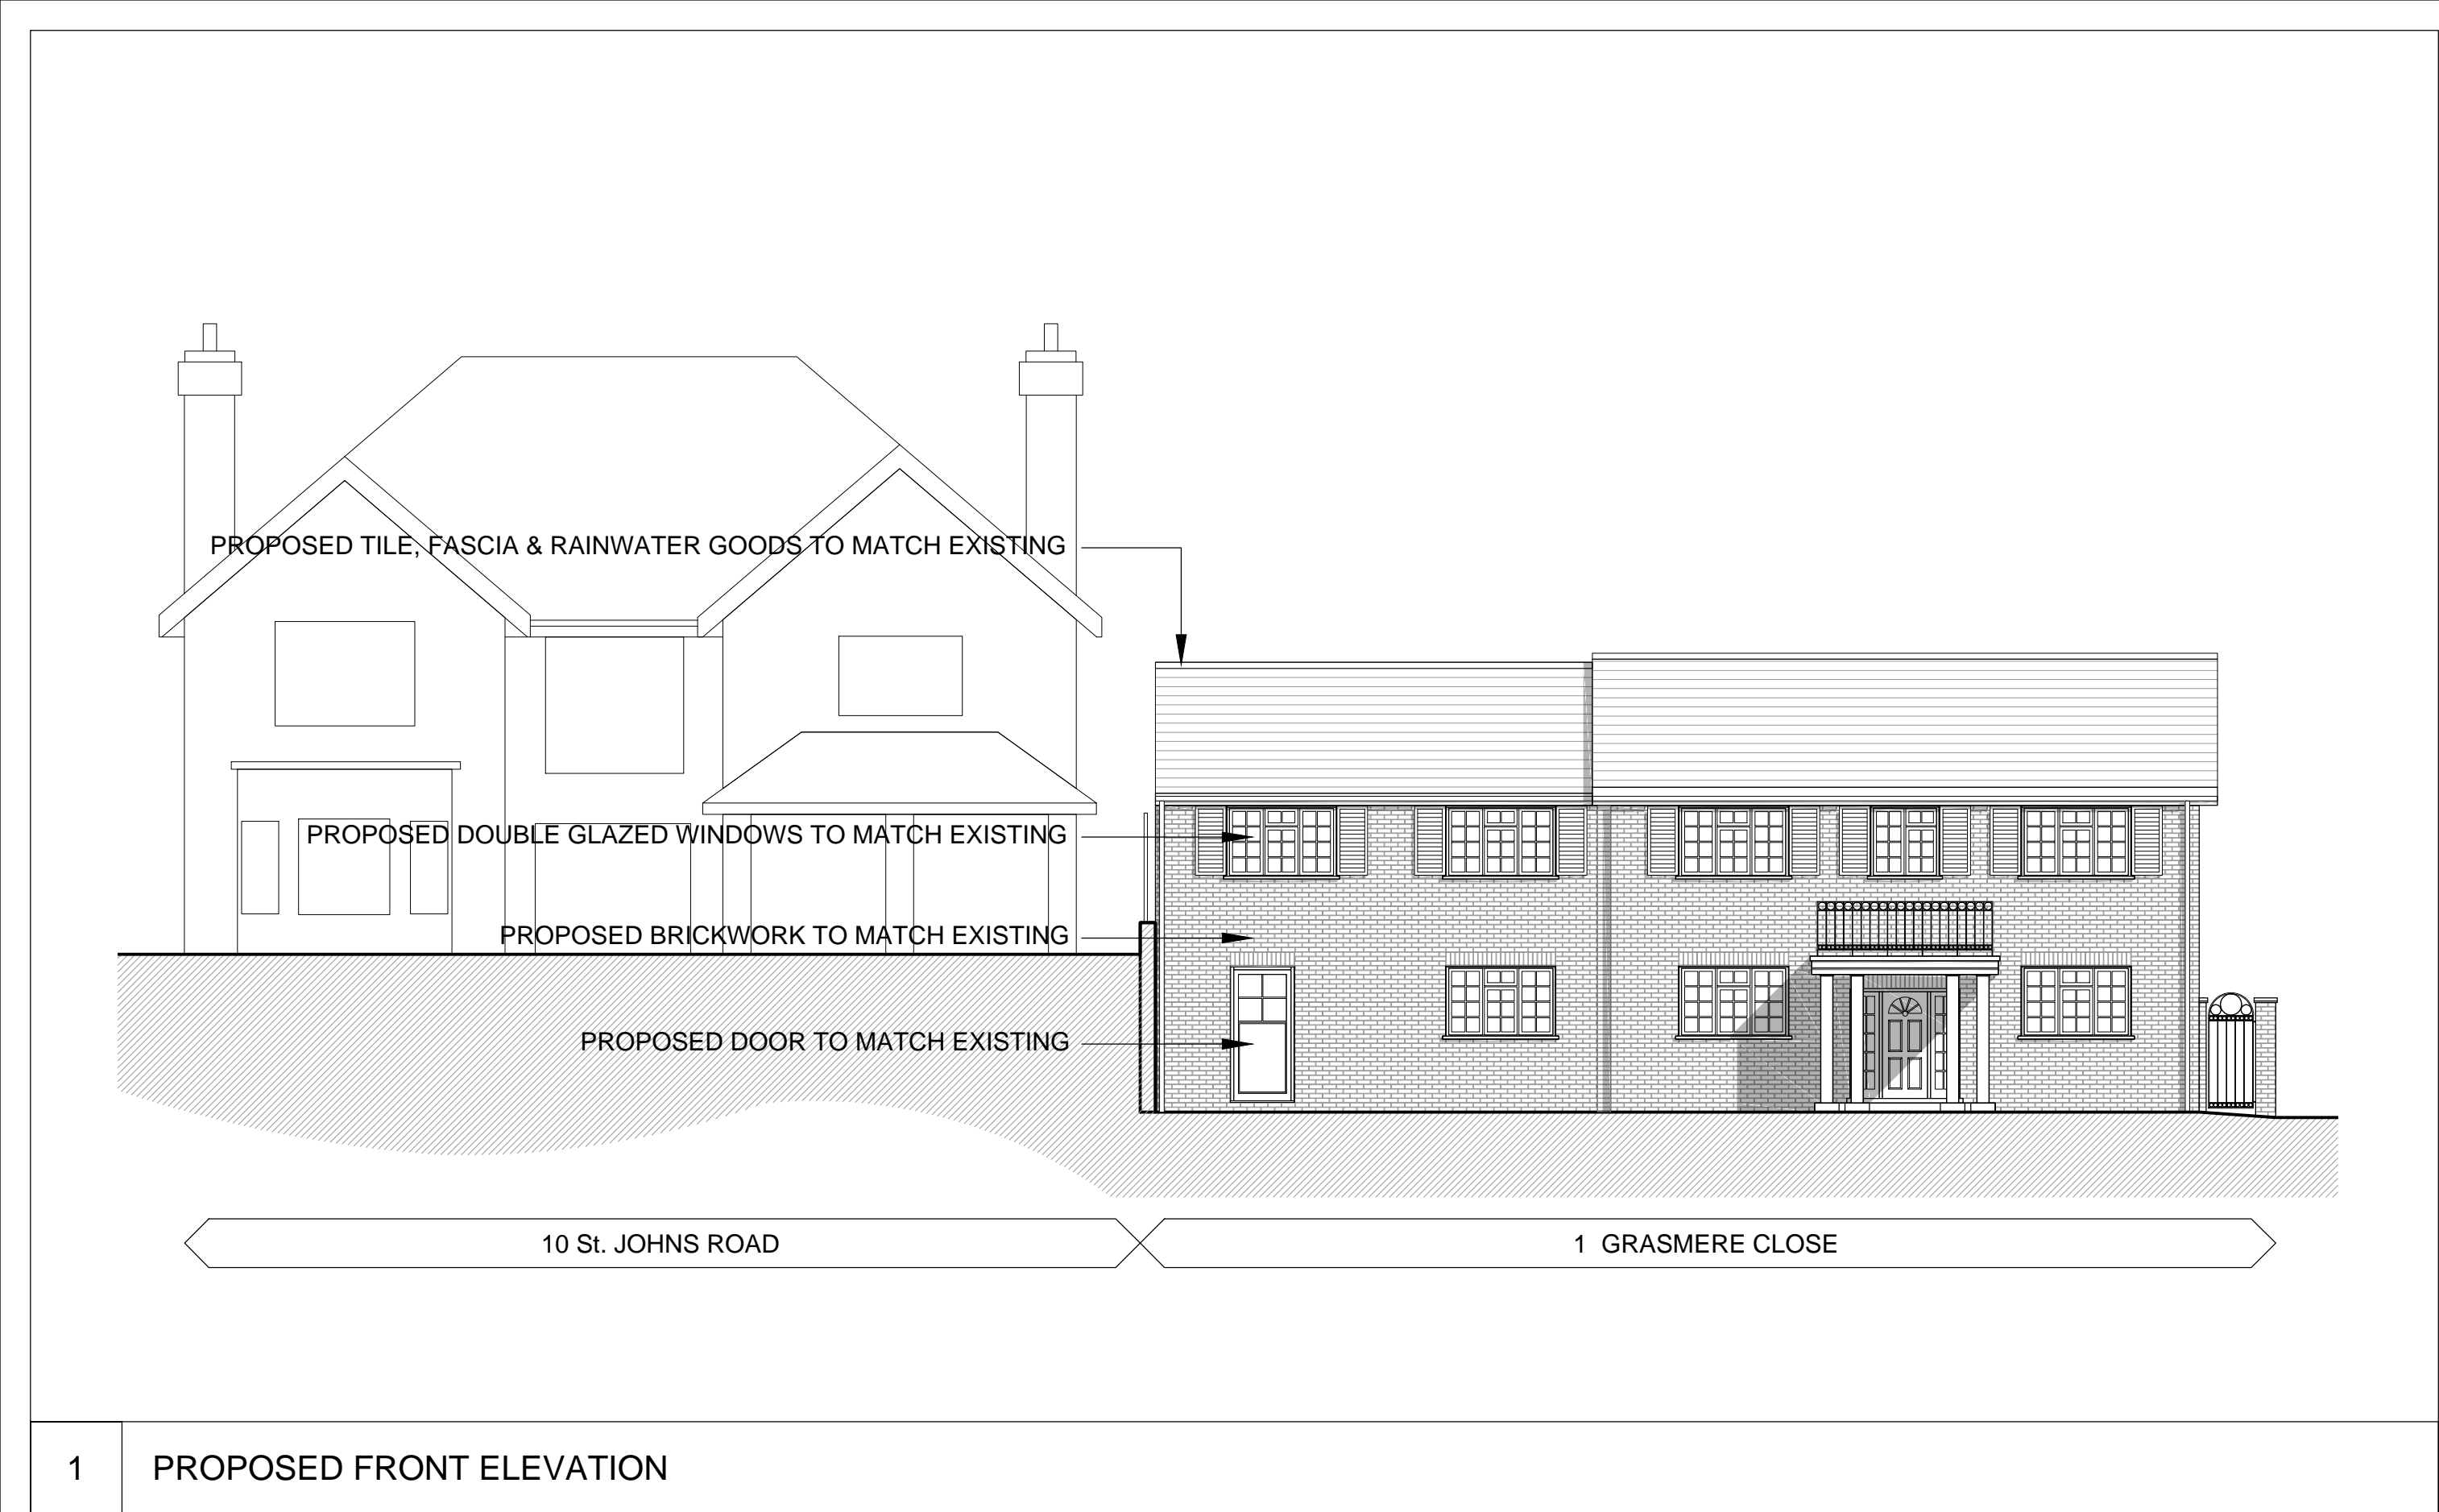 PROPOSED TILE, FASCIA & RAINWATER GOODS TO MATCH EXISTING
PROPOSED DOUBLE GLAZED WINDOWS TO MATCH EXISTING
PROPOSED BRICKWORK TO MATCH EXISTING
PROPOSED DOOR TO MATCH EXISTING
10 St. JOHNS ROAD
1 GRASMERE CLOSE
1 PROPOSED FRONT ELEVATION